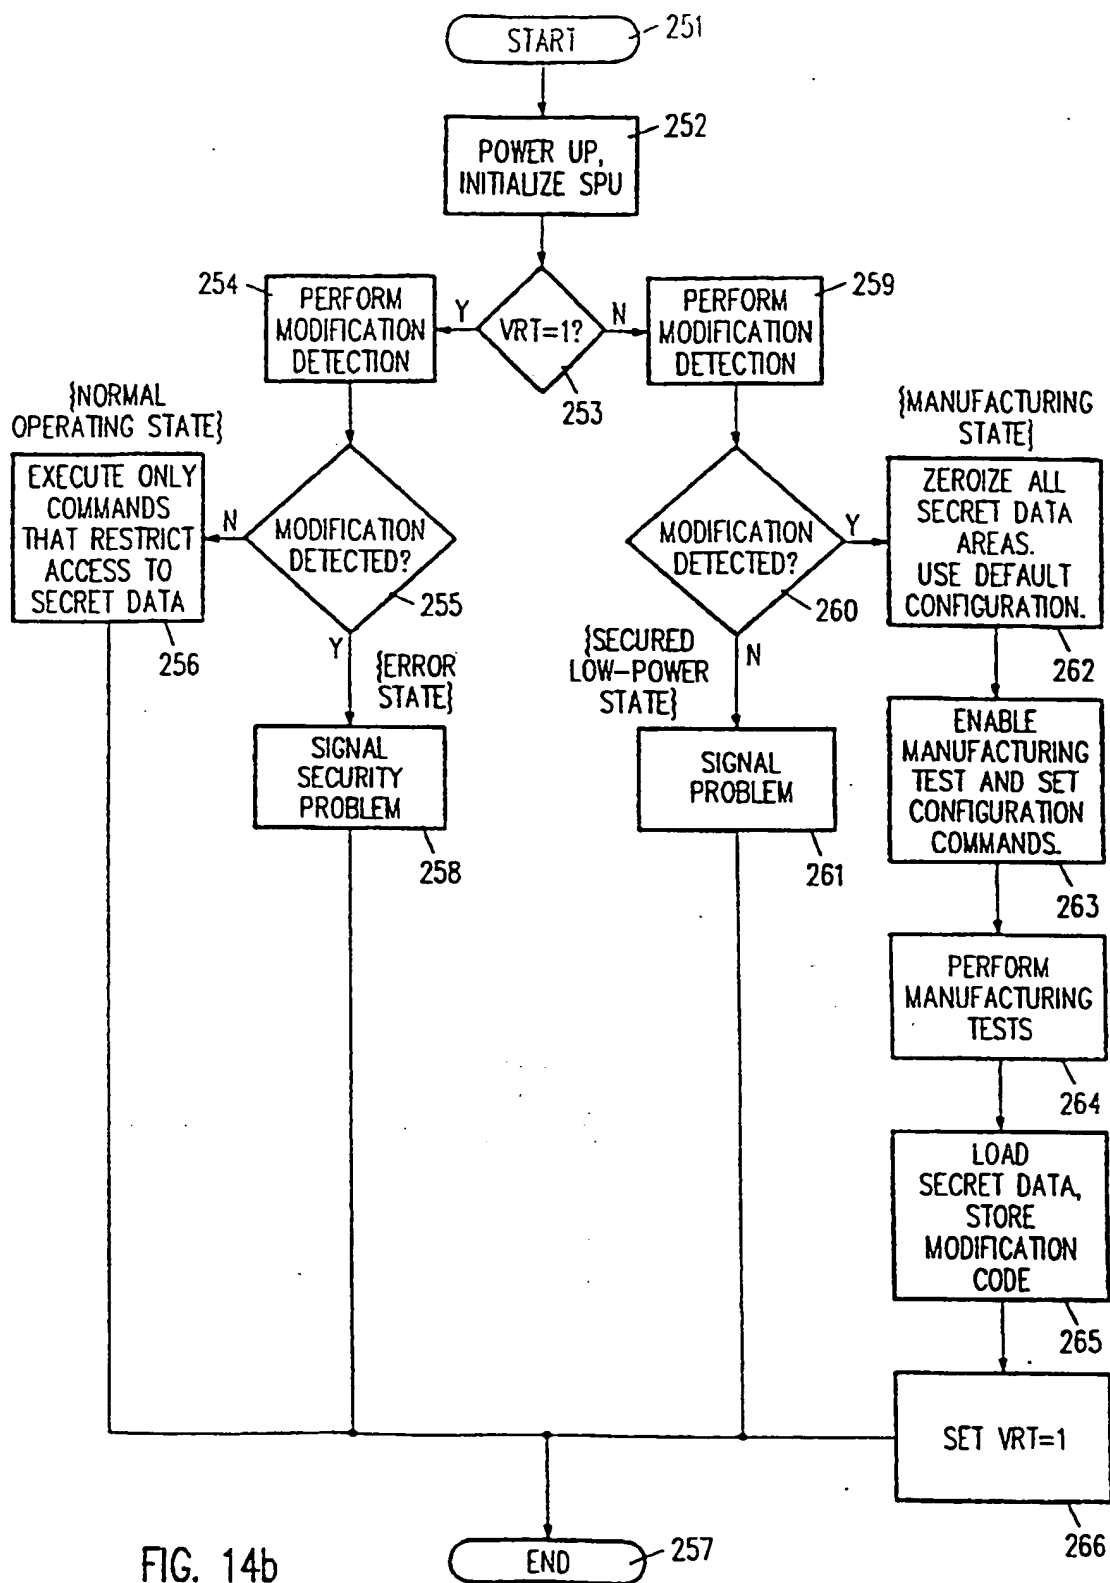 START
251
252
POWER UP,
INITIALIZE SPU
254
PERFORM
MODIFICATION
DETECTION
Y
VRT=1?
N
253
259
PERFORM
MODIFICATION
DETECTION
{NORMAL
OPERATING STATE}
EXECUTE ONLY
COMMANDS
THAT RESTRICT
ACCESS TO
SECRET DATA
256
N
MODIFICATION
DETECTED?
255
Y
{ERROR
STATE}
SIGNAL
SECURITY
PROBLEM
258
MODIFICATION
DETECTED?
260
Y
N
{SECURED
LOW-POWER
STATE}
SIGNAL
PROBLEM
261
{MANUFACTURING
STATE}
ZEROIZE ALL
SECRET DATA
AREAS.
USE DEFAULT
CONFIGURATION.
262
ENABLE
MANUFACTURING
TEST AND SET
CONFIGURATION
COMMANDS.
263
PERFORM
MANUFACTURING
TESTS
264
LOAD
SECRET DATA,
STORE
MODIFICATION
CODE
265
SET VRT=1
266
END
257
FIG. 14b